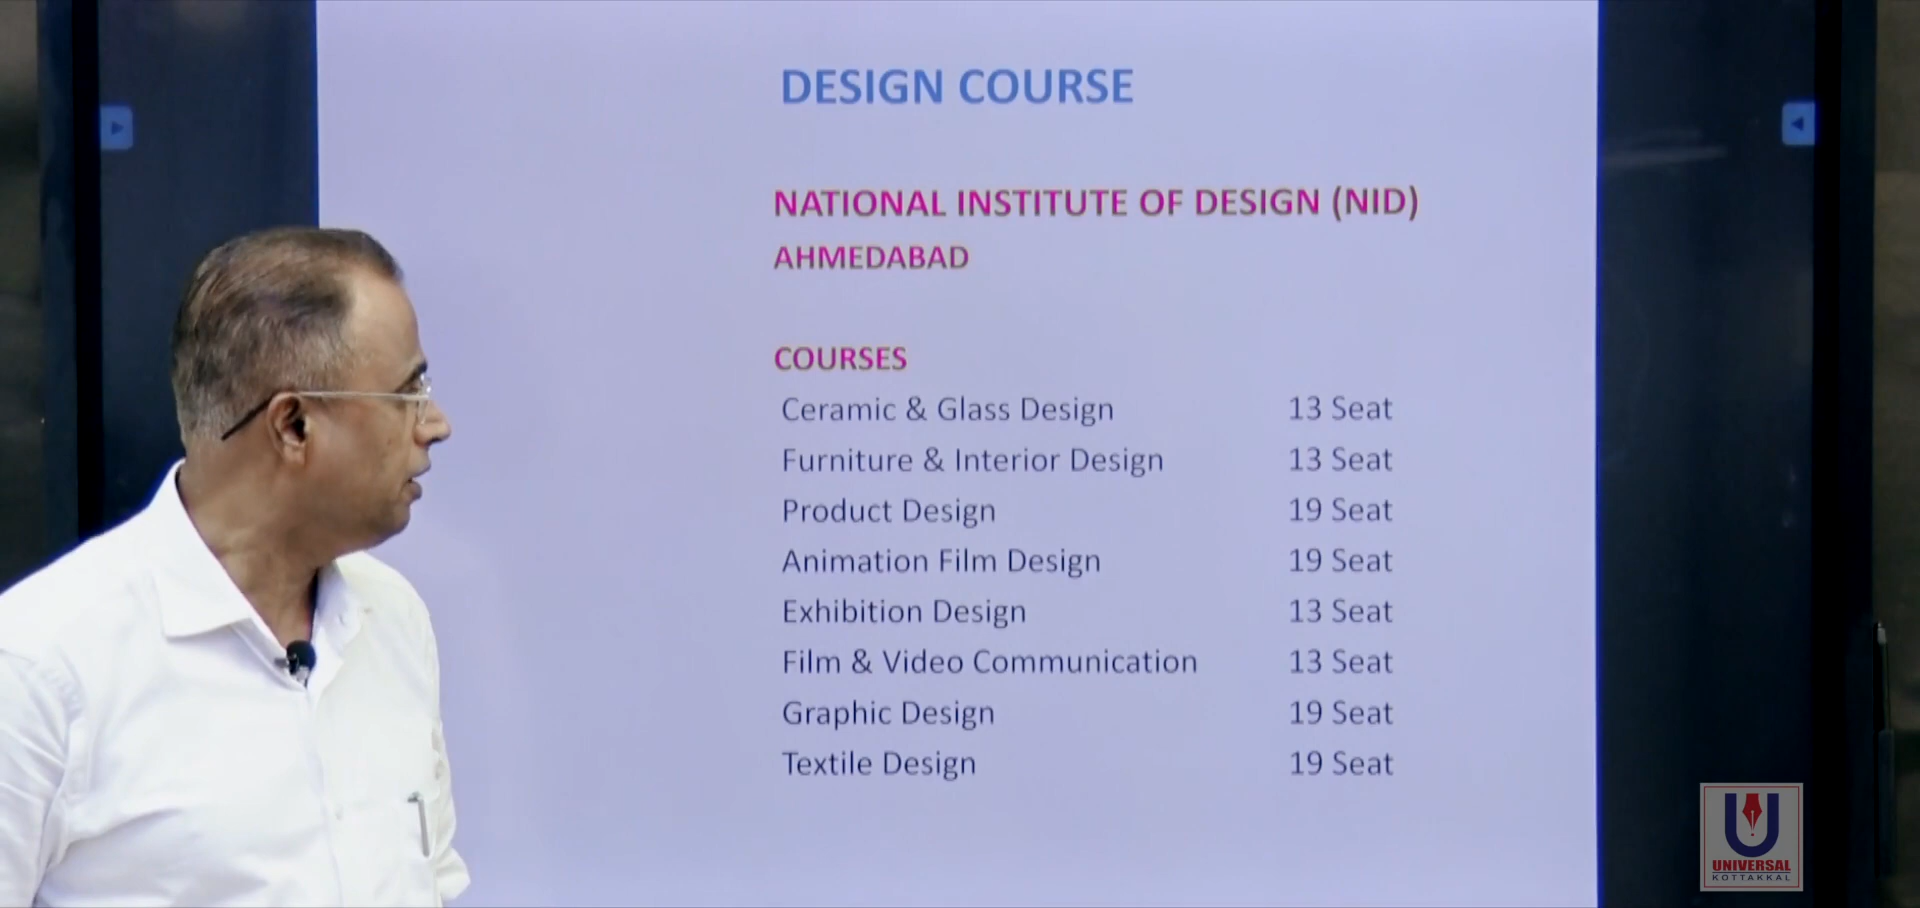 DESIGN COURSE
NATIONAL INSTITUTE OF DESIGN (NID)
AHMEDABAD
COURSES
Ceramic & Glass Design 13 Seat
Furniture & Interior Design 13 Seat
Product Design 19 Seat
Animation Film Design 19 Seat
Exhibition Design 13 Seat
Film & Video Communication 13 Seat
Graphic Design 19 Seat
Textile Design 19 Seat
U
UNIVERSAL
KOTTAKKAL